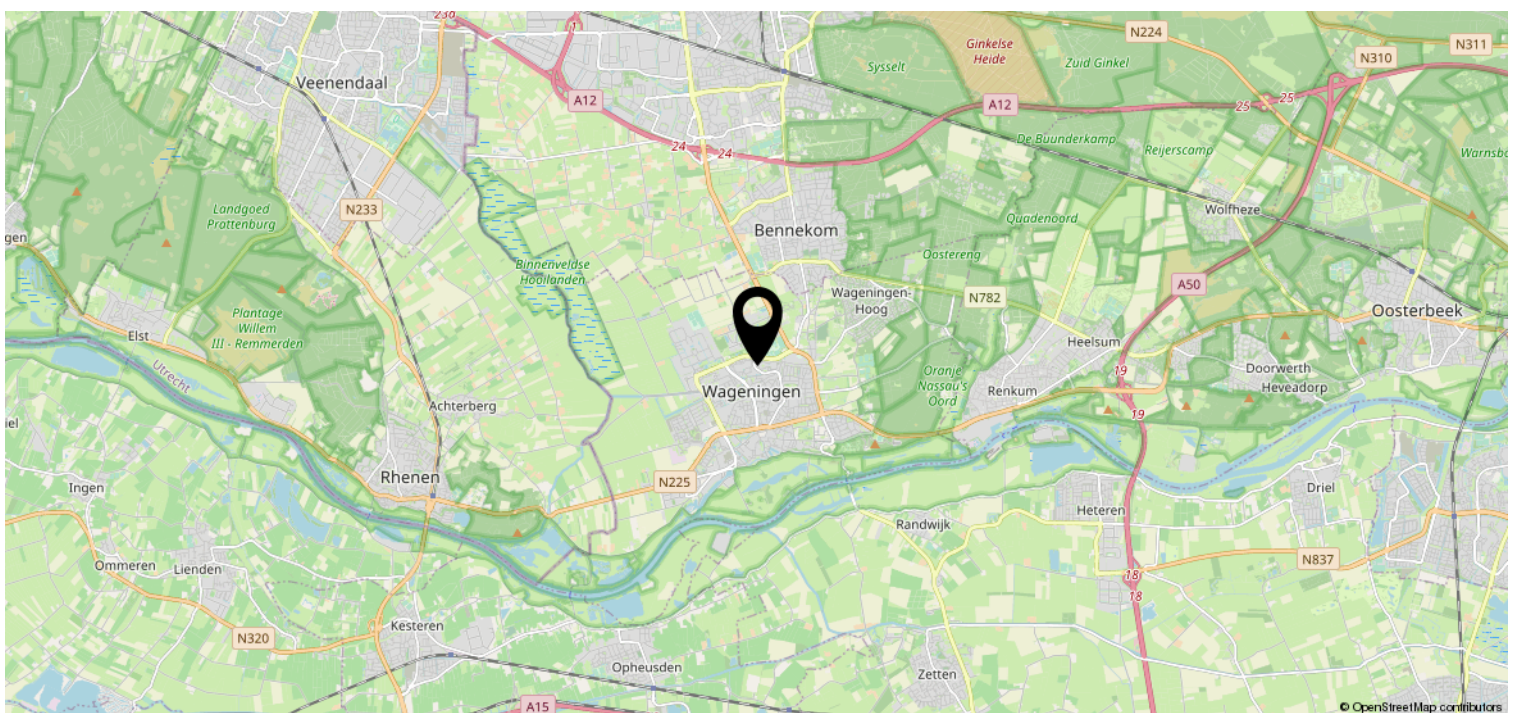 23a
1
N224
Ginkelse
Heide
N311
Sysselt
Zuid Ginkel
N310
Veenendaal
A12
A12
25
25
24
24
De Buunderkamp
Reijerscamp
Landgoed
Prattenburg
N233
Wolfheze
Quadenoord
Bennekom
Oostereng
Binnenveldse
Hooilanden
Wageningen-
Hoog
N782
A50
Plantage
Willem
III - Remmerden
Oosterbeek
Elst
Heelsum
Utrecht
Oranje
Nassau's
Oord
19
Doorwerth
Heveadorp
Wageningen
Renkum
Achterberg
19
Rhenen
N225
Ingen
Driel
Heteren
Randwijk
Ommeren
Lienden
N837
18
18
Kesteren
N320
Opheusden
Zetten
A15
© OpenStreetMap contributors